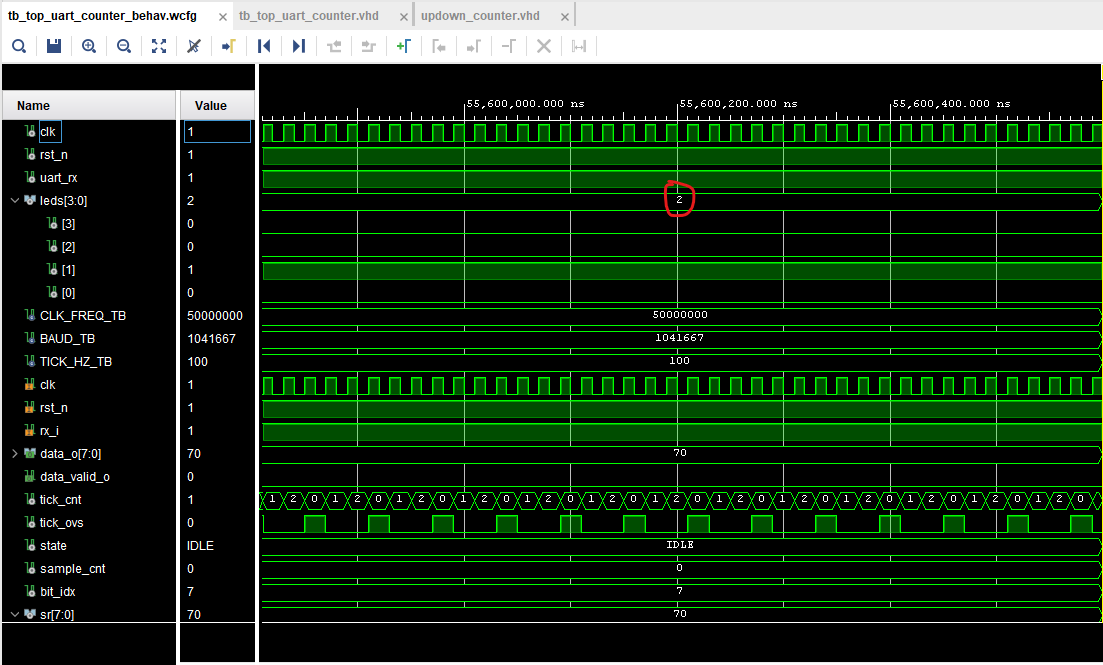 tb_top_uart_counter_behav.wcfg × tb_top_uart_counter.vhd × updown_counter.vhd ×
Name Value
55,600,000.000 ns 55,600,200.000 ns 55,600,400.000 ns
clk 1
rst_n 1
uart_rx 1
leds[3:0] 2 2
[3] 0
[2] 0
[1] 1
[0] 0
CLK_FREQ_TB 50000000 50000000
BAUD_TB 1041667 1041667
TICK_HZ_TB 100 100
clk 1
rst_n 1
rx_i 1
data_o[7:0] 70 70
data_valid_o 0
tick_cnt 1 1 2 0 1 2 0 1 2 0 1 2 0 1 2 0 1 2 0 1 2 0 1 2 0 1 2 0 1 2 0 1 2 0 1 2 0 1 2 0
tick_ovs 0
state IDLE IDLE
sample_cnt 0 0
bit_idx 7 7
sr[7:0] 70 70